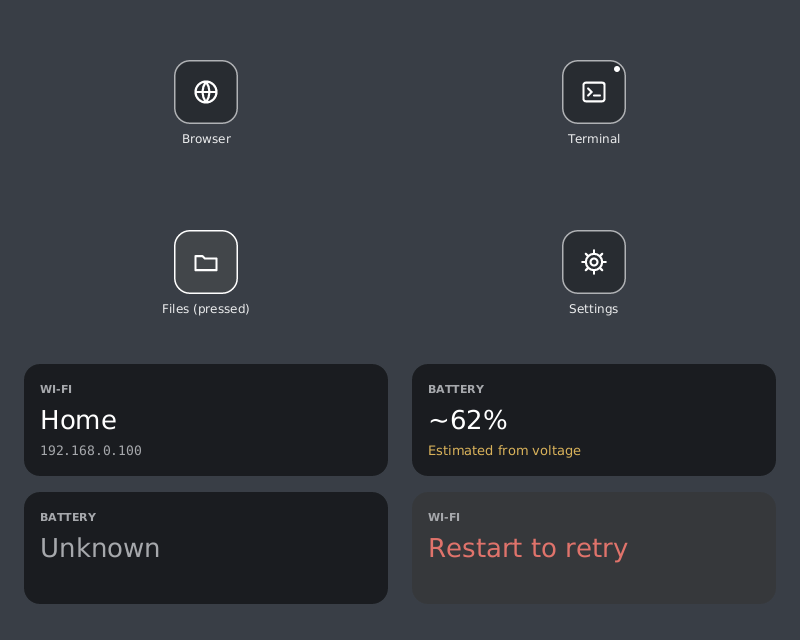 Browser
Terminal
Files (pressed)
Settings
WI-FI
Home
192.168.0.100
BATTERY
~62%
Estimated from voltage
BATTERY
Unknown
WI-FI
Restart to retry